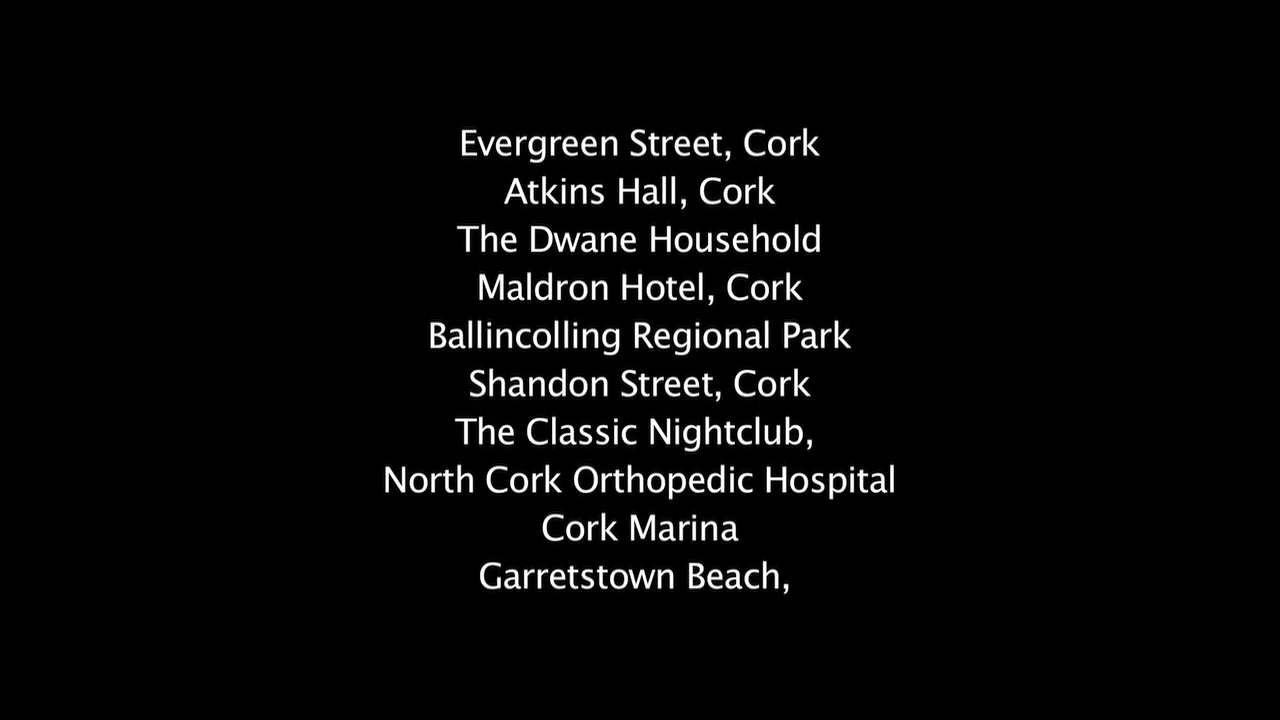 Evergreen Street, Cork
Atkins Hall, Cork
The Dwane Household
Maldron Hotel, Cork
Ballincolling Regional Park
Shandon Street, Cork
The Classic Nightclub,
North Cork Orthopedic Hospital
Cork Marina
Garretstown Beach,